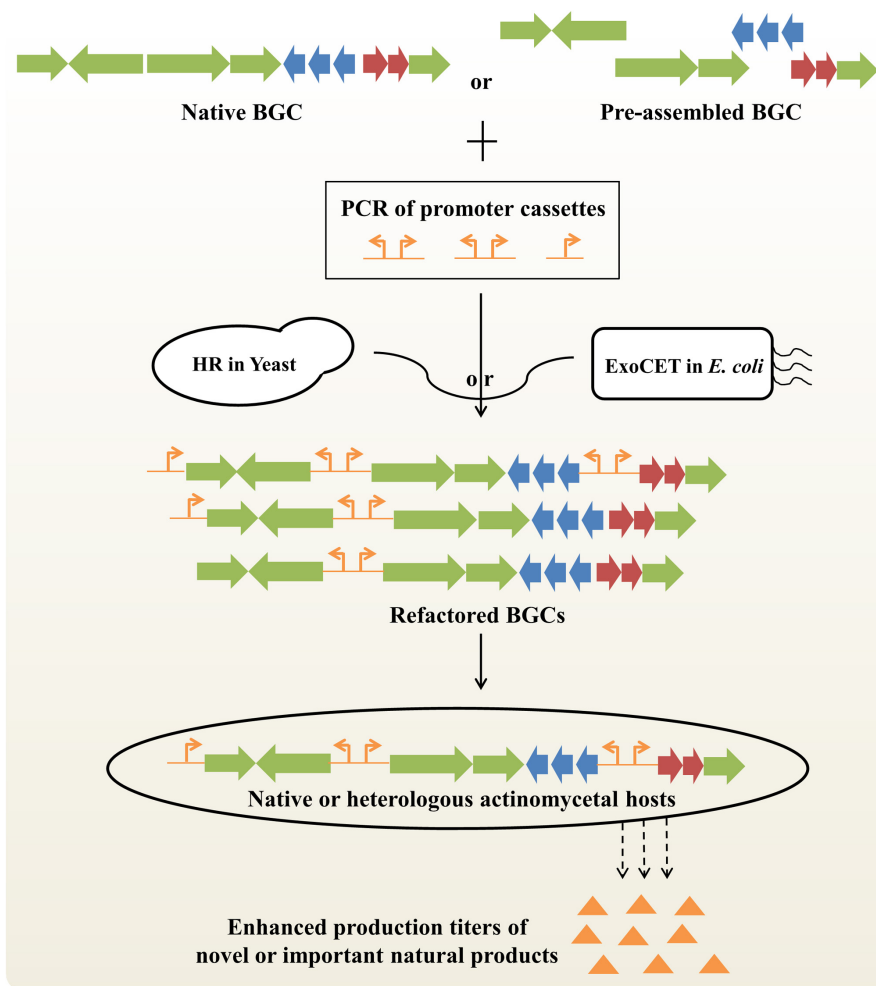 Native BGC
or
Pre-assembled BGC
PCR of promoter cassettes
HR in Yeast
or
ExoCET in E. coli
Refactored BGCs
Native or heterologous actinomycetal hosts
Enhanced production titers of
novel or important natural products